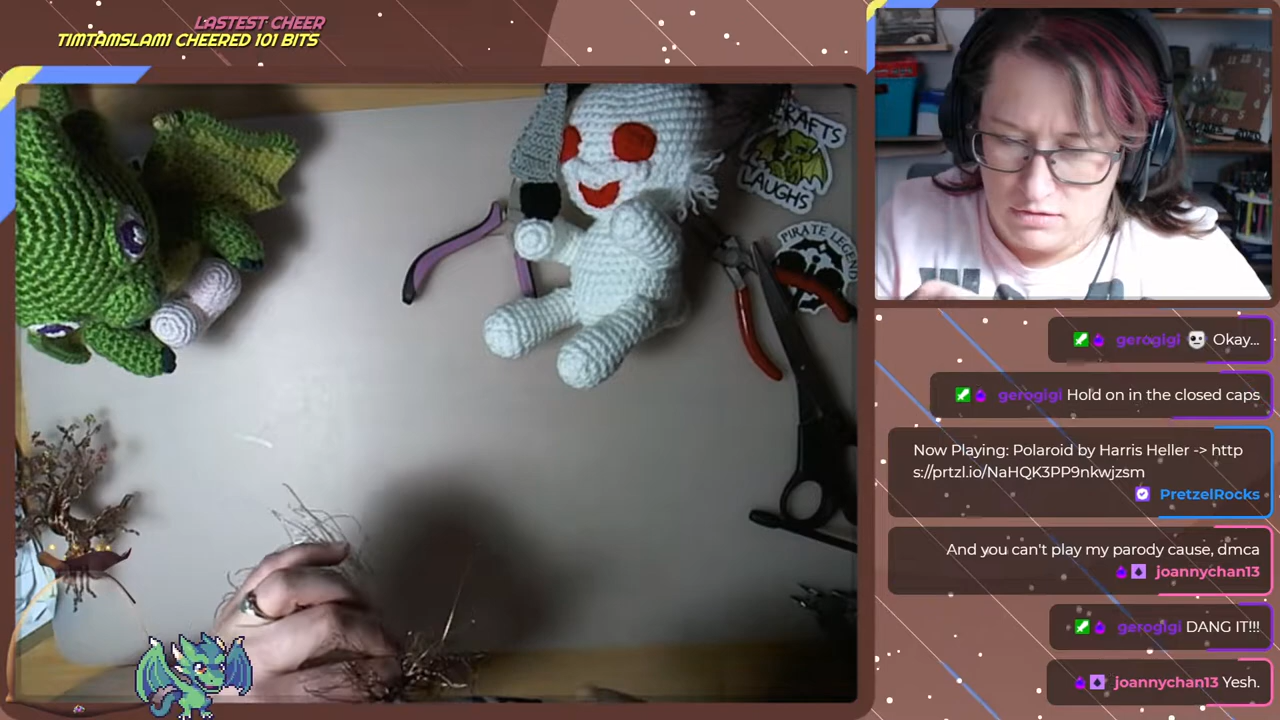 LASTEST CHEER
TIMTAMSLAM1 CHEERED 101 BITS
CRAFTS
LAUGHS
PIRATE LEGEND
gerogigi Okay...
gerogigi Hold on in the closed caps
Now Playing: Polaroid by Harris Heller -> http
s://prtzl.io/NaHQK3PP9nkwjzsm
PretzelRocks
And you can't play my parody cause, dmca
joannychan13
gerogigi DANG IT!!!
joannychan13 Yesh.